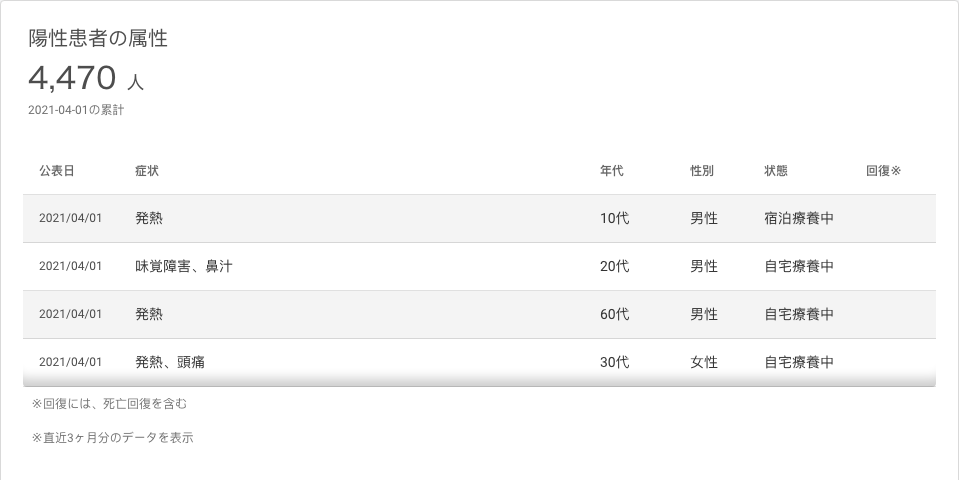 陽性患者の属性
4,470 人
2021-04-01の累計
公表日 症状 年代 性別 状態 回復※
2021/04/01 発熱 10代 男性 宿泊療養中
2021/04/01 味覚障害、鼻汁 20代 男性 自宅療養中
2021/04/01 発熱 60代 男性 自宅療養中
2021/04/01 発熱、頭痛 30代 女性 自宅療養中
※回復には、死亡回復を含む
※直近3ヶ月分のデータを表示